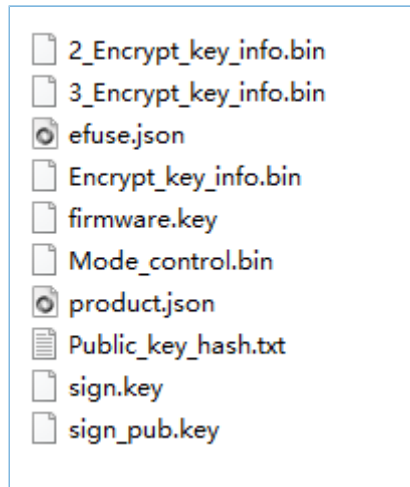 2_Encrypt_key_info.bin
3_Encrypt_key_info.bin
efuse.json
Encrypt_key_info.bin
firmware.key
Mode_control.bin
product.json
Public_key_hash.txt
sign.key
sign_pub.key